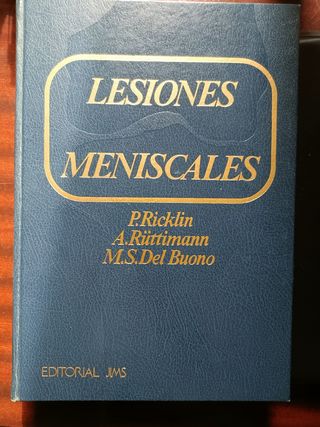 LESIONES
MENISCALES
P.Ricklin
A.Rüttimann
M.S.Del Buono
EDITORIAL JIMS